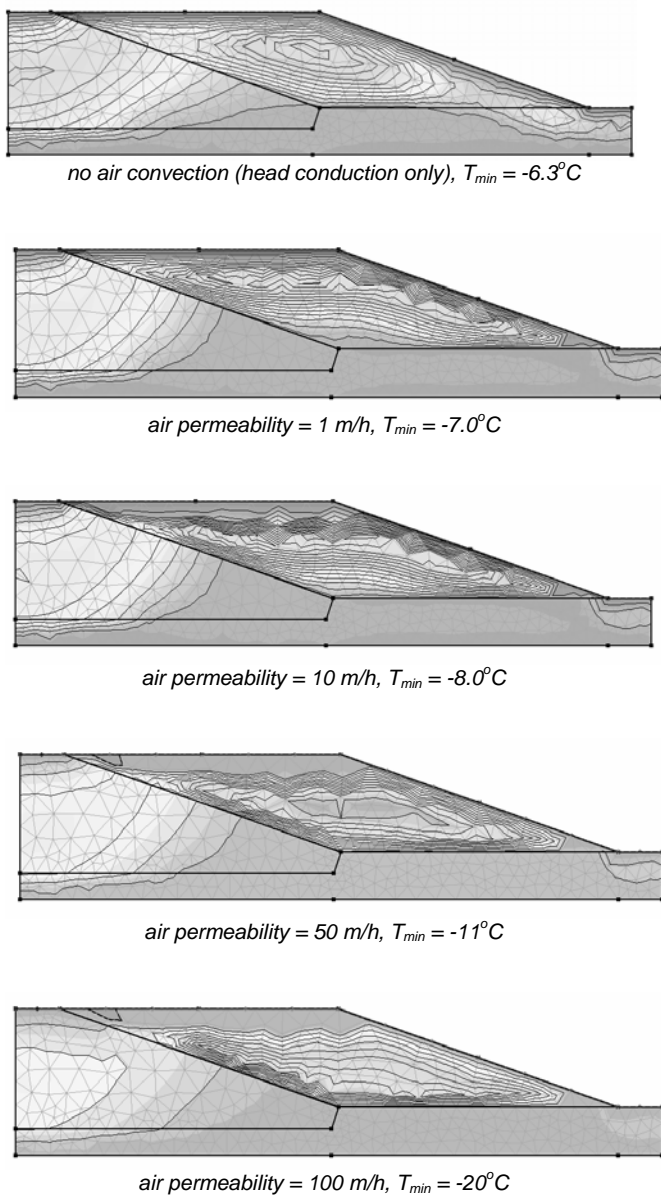 no air convection (head conduction only), Tmin = -6.3°C
air permeability = 1 m/h, Tmin = -7.0°C
air permeability = 10 m/h, Tmin = -8.0°C
air permeability = 50 m/h, Tmin = -11°C
air permeability = 100 m/h, Tmin = -20°C